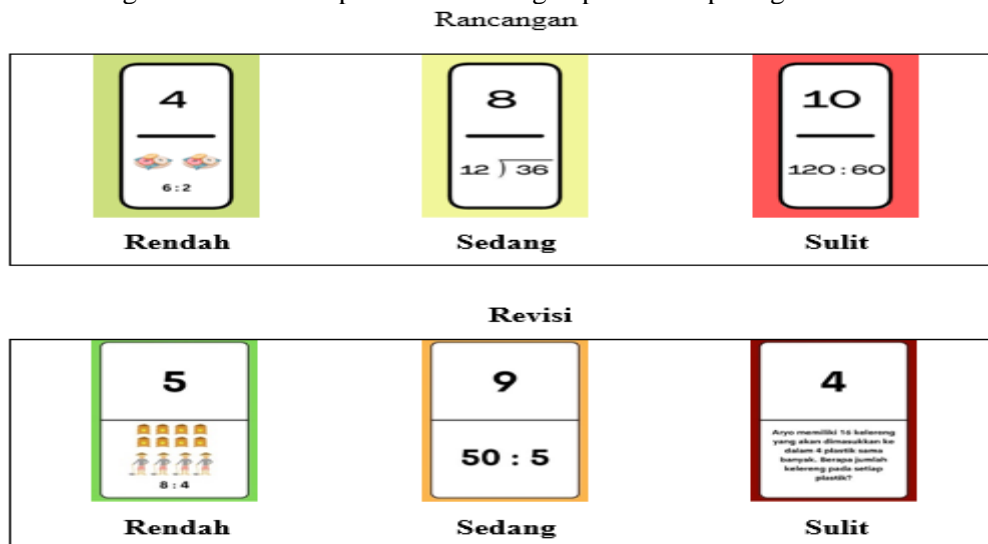 Rancangan
4
6 : 2
Rendah
8
12 ) 36
Sedang
10
120 : 60
Sulit
Revisi
5
8 : 4
Rendah
9
50 : 5
Sedang
4
Aryo memiliki 16 kelereng
yang akan dimasukkan ke
dalam 4 plastik sama
banyak. Berapa jumlah
kelereng pada setiap
plastik?
Sulit